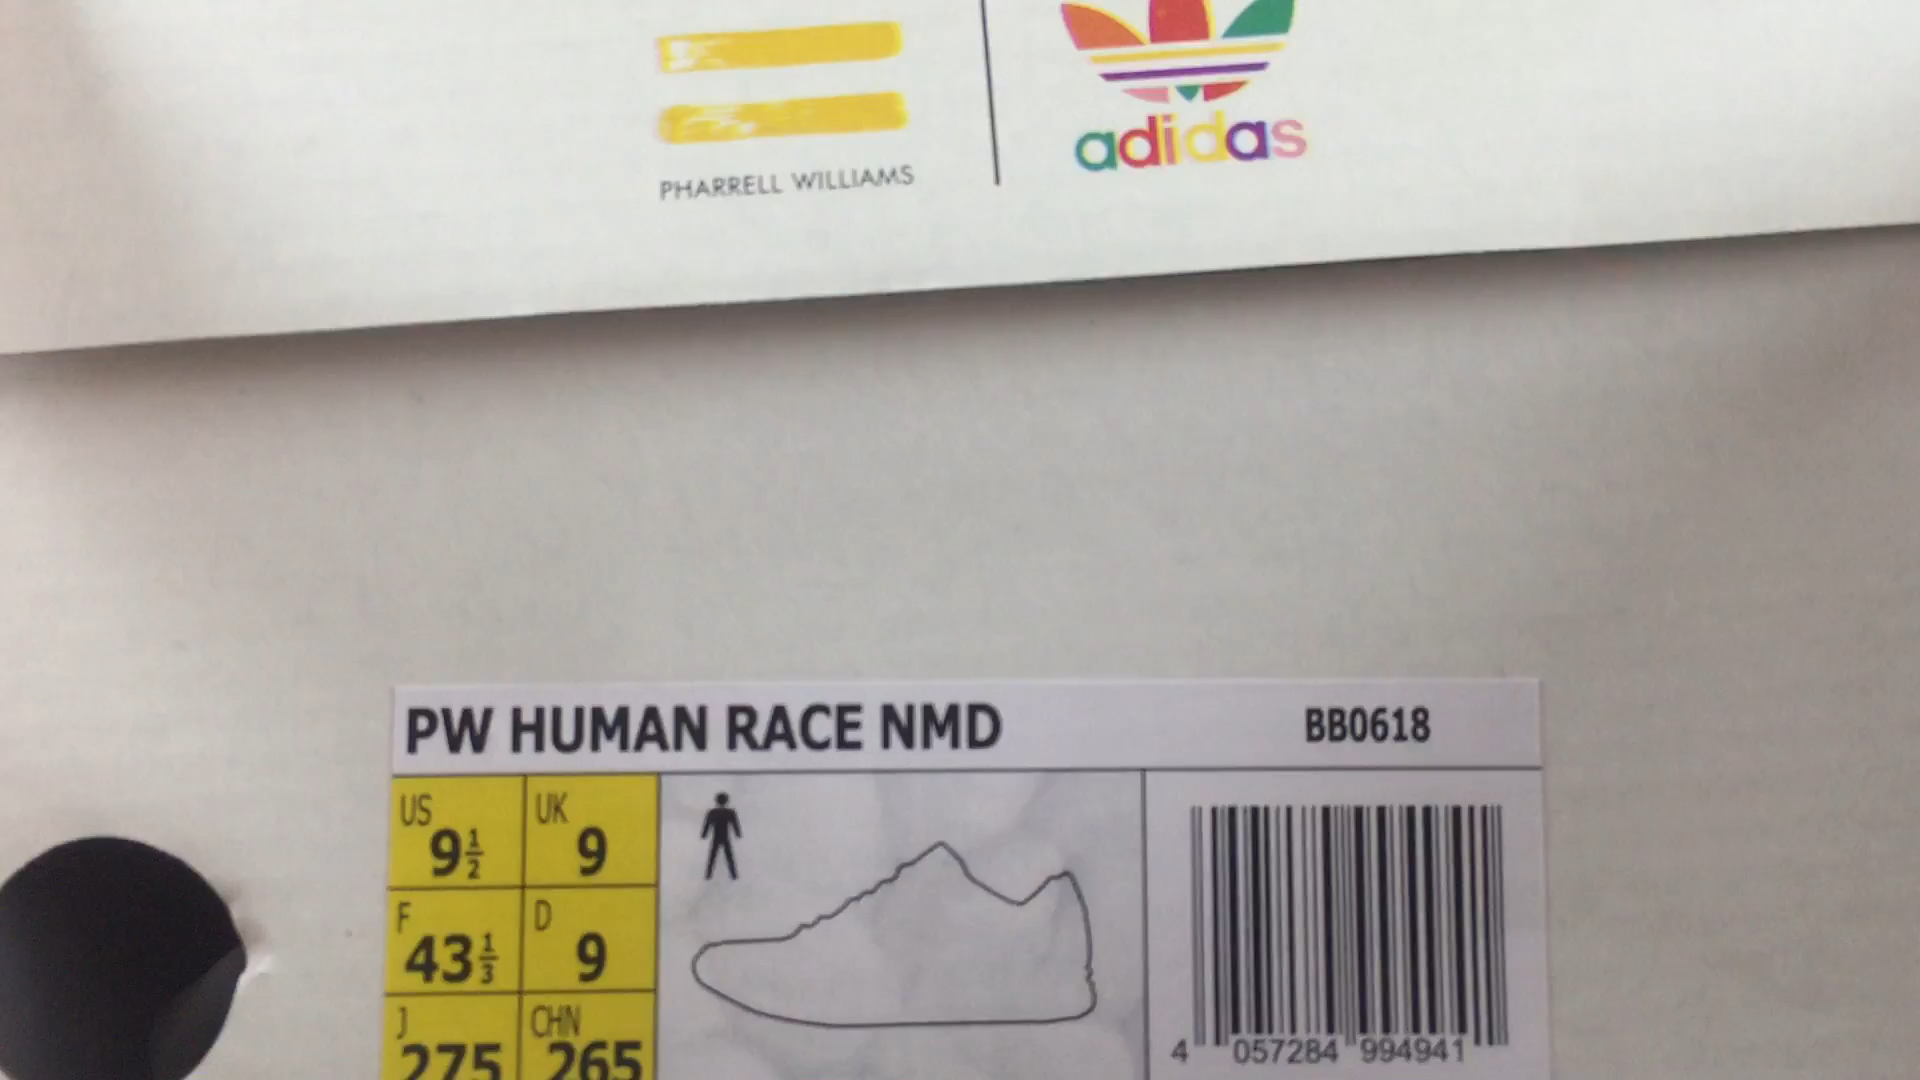 PHARRELL WILLIAMS
adidas
PW HUMAN RACE NMD BB0618
US 9½ UK 9
F 43⅓ D 9
J 275 CHN 265
4 057284 994941